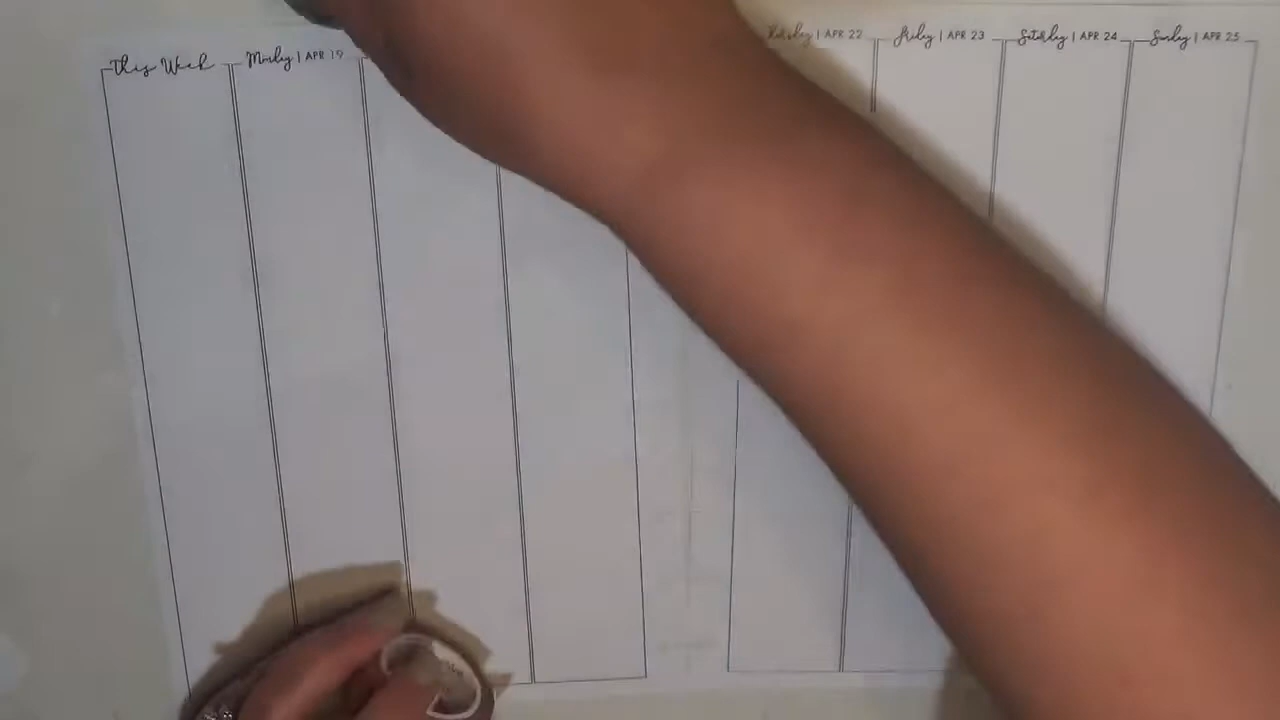 This Week
Monday | APR 19
Thursday | APR 22
Friday | APR 23
Saturday | APR 24
Sunday | APR 25